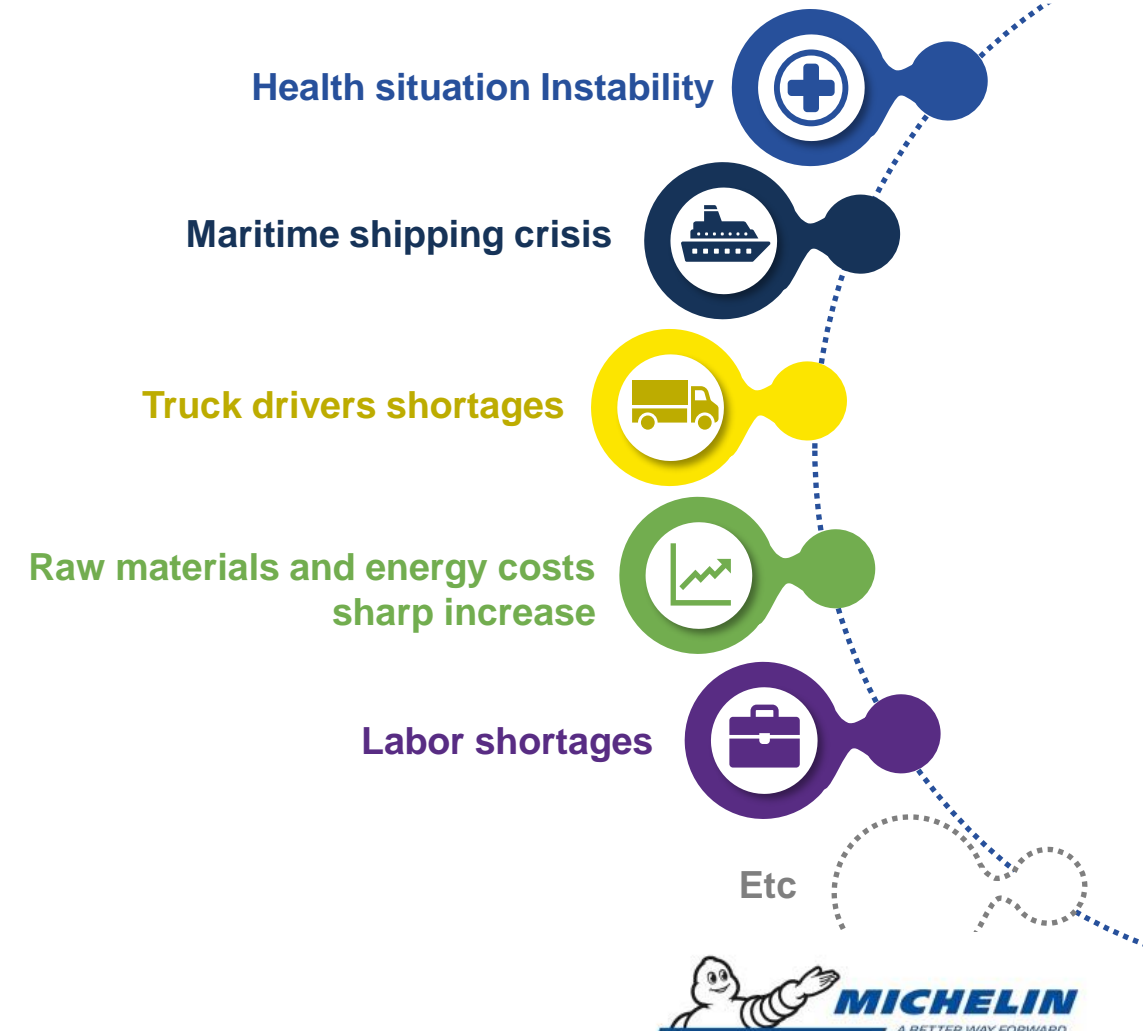 Health situation Instability
Maritime shipping crisis
Truck drivers shortages
Raw materials and energy costs
sharp increase
Labor shortages
Etc
MICHELIN
A BETTER WAY FORWARD